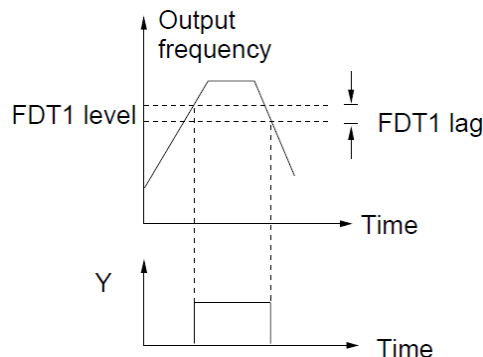 Output
frequency
FDT1 level
FDT1 lag
Time
Y
Time